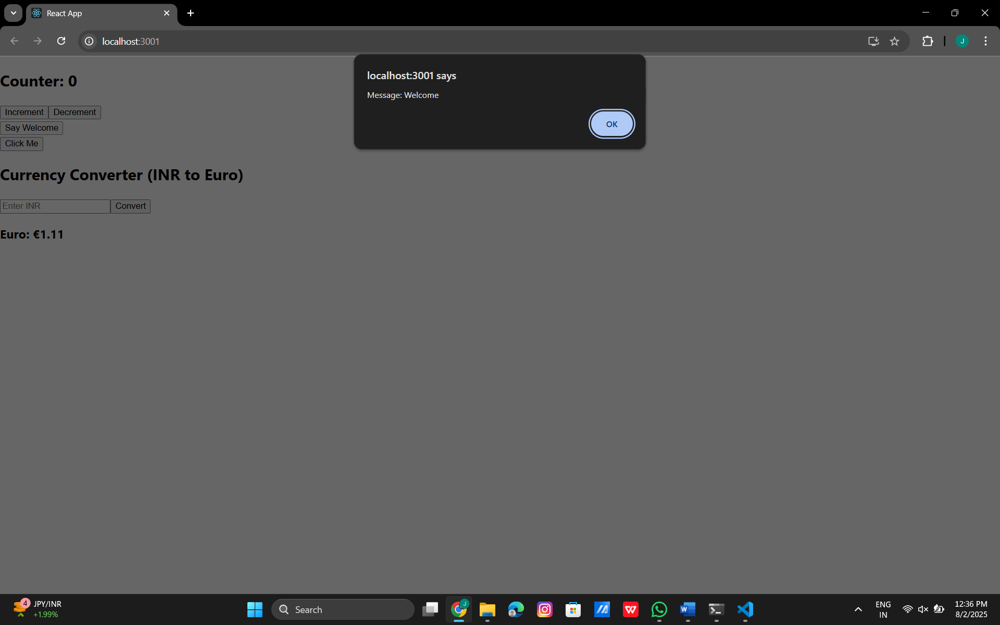 React App
localhost:3001
J
localhost:3001 says
Message: Welcome
OK
Counter: 0
Increment Decrement
Say Welcome
Click Me
Currency Converter (INR to Euro)
Enter INR Convert
Euro: €1.11
4 JPY/INR
+1.99%
Search
J
W
W
ENG
IN
12:36 PM
8/2/2025